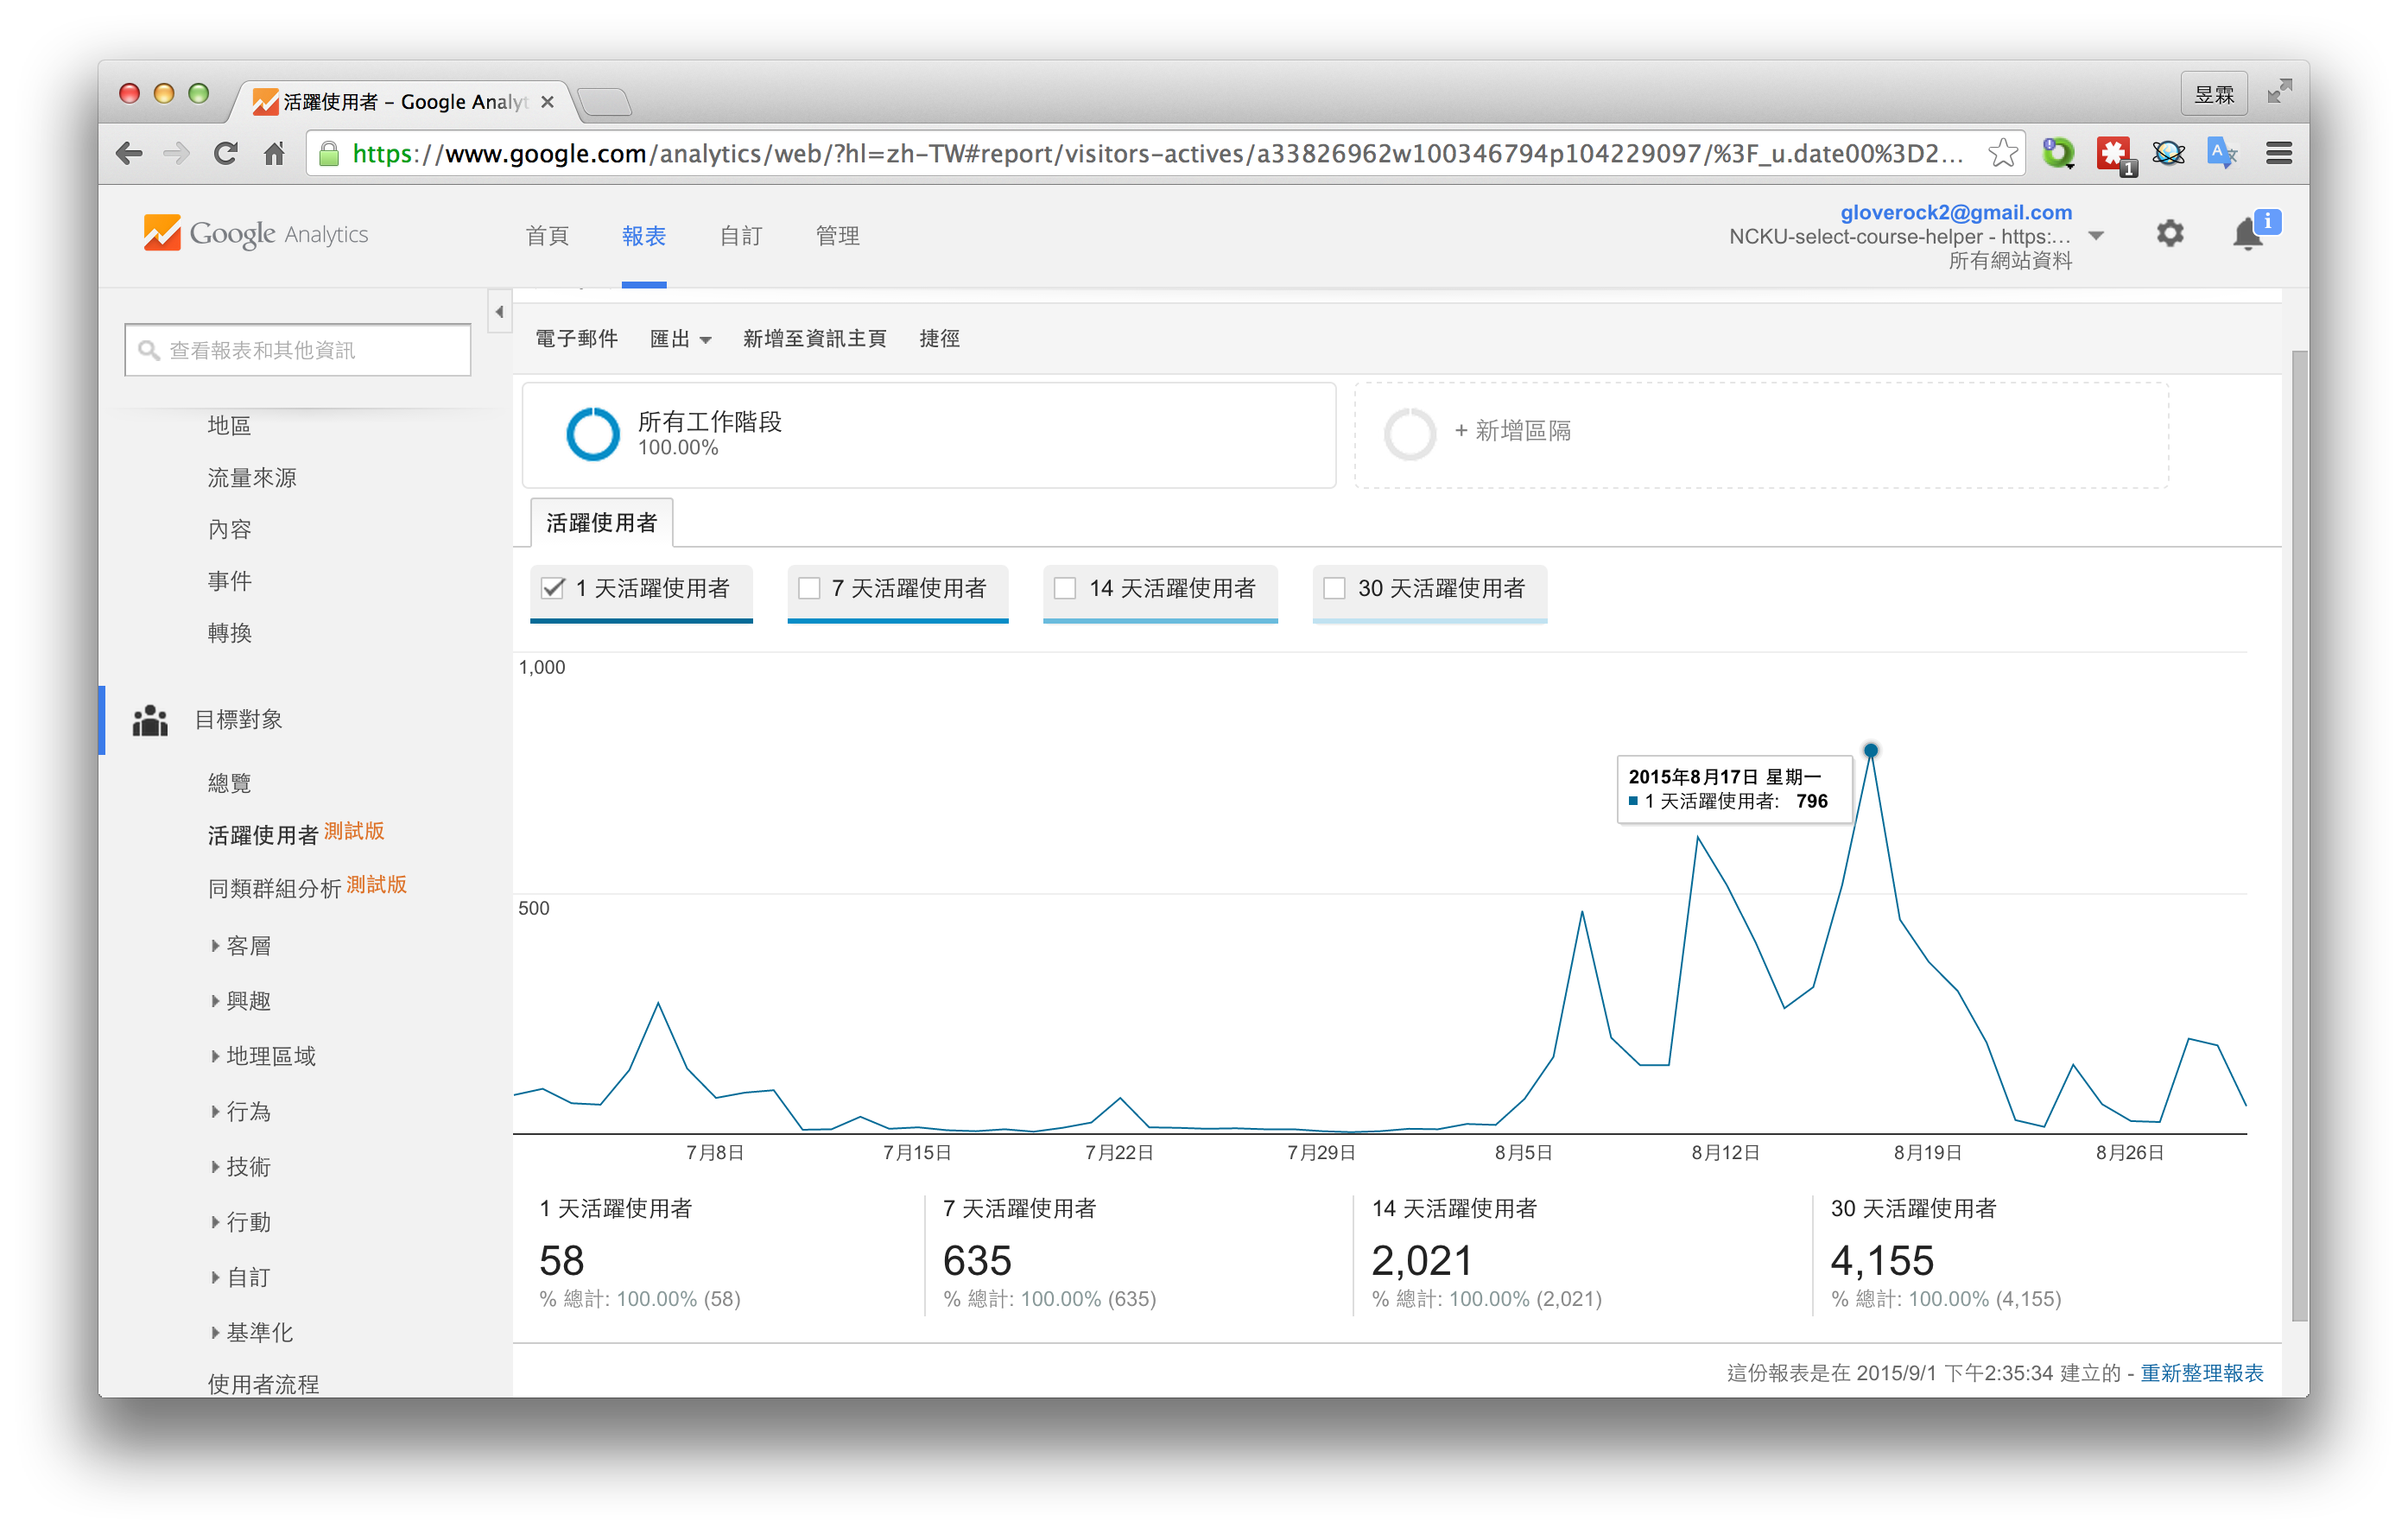 活躍使用者 – Google Analyt
昱霖
https://www.google.com/analytics/web/?hl=zh-TW#report/visitors-actives/a33826962w100346794p104229097/%3F_u.date00%3D2...
1
Google Analytics
首頁
報表
自訂
管理
gloverock2@gmail.com
NCKU-select-course-helper - https:...
所有網站資料
i
查看報表和其他資訊
地區
流量來源
內容
事件
轉換
目標對象
總覽
活躍使用者 測試版
同類群組分析 測試版
客層
興趣
地理區域
行為
技術
行動
自訂
基準化
使用者流程
電子郵件
匯出
新增至資訊主頁
捷徑
所有工作階段
100.00%
+ 新增區隔
活躍使用者
1 天活躍使用者
7 天活躍使用者
14 天活躍使用者
30 天活躍使用者
1,000
500
2015年8月17日 星期一
1 天活躍使用者: 796
7月8日
7月15日
7月22日
7月29日
8月5日
8月12日
8月19日
8月26日
1 天活躍使用者
58
% 總計: 100.00% (58)
7 天活躍使用者
635
% 總計: 100.00% (635)
14 天活躍使用者
2,021
% 總計: 100.00% (2,021)
30 天活躍使用者
4,155
% 總計: 100.00% (4,155)
這份報表是在 2015/9/1 下午2:35:34 建立的 - 重新整理報表